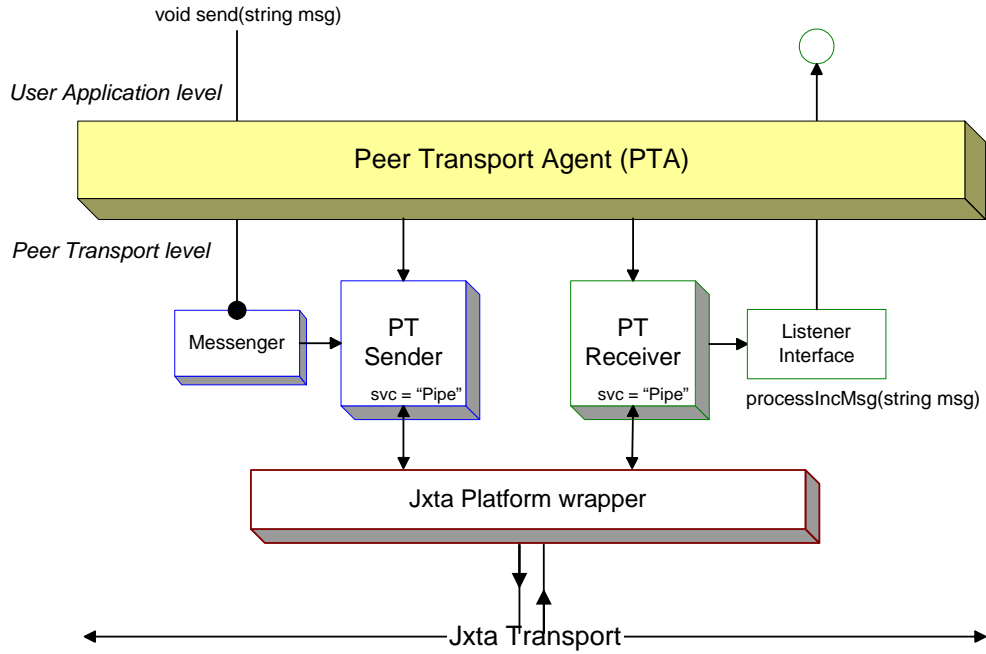 void send(string msg)
User Application level
Peer Transport Agent (PTA)
Peer Transport level
Messenger
PT
Sender
svc = “Pipe”
PT
Receiver
svc = “Pipe”
Listener
Interface
processIncMsg(string msg)
Jxta Platform wrapper
Jxta Transport